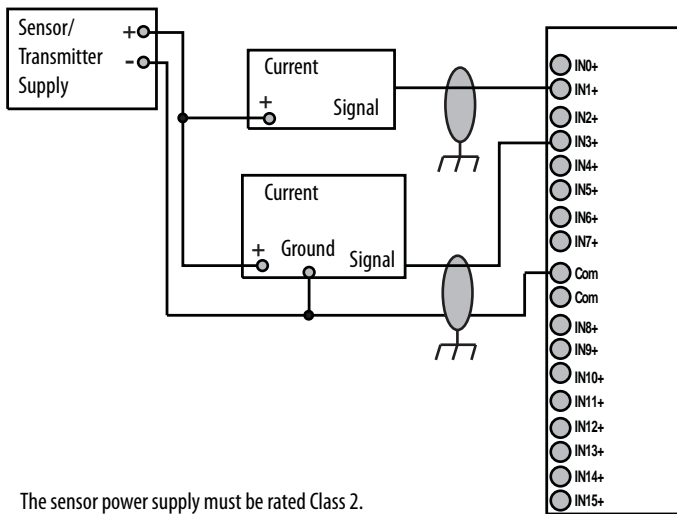 Sensor/
Transmitter
Supply
+
-
Current
+
Signal
Current
+
Ground
Signal
IN0+
IN1+
IN2+
IN3+
IN4+
IN5+
IN6+
IN7+
Com
Com
IN8+
IN9+
IN10+
IN11+
IN12+
IN13+
IN14+
IN15+
The sensor power supply must be rated Class 2.